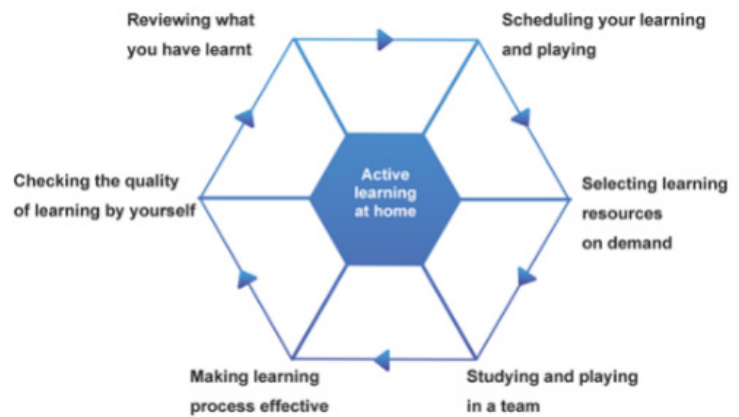 Reviewing what
you have learnt
Scheduling your learning
and playing
Checking the quality
of learning by yourself
Active
learning
at home
Selecting learning
resources
on demand
Making learning
process effective
Studying and playing
in a team